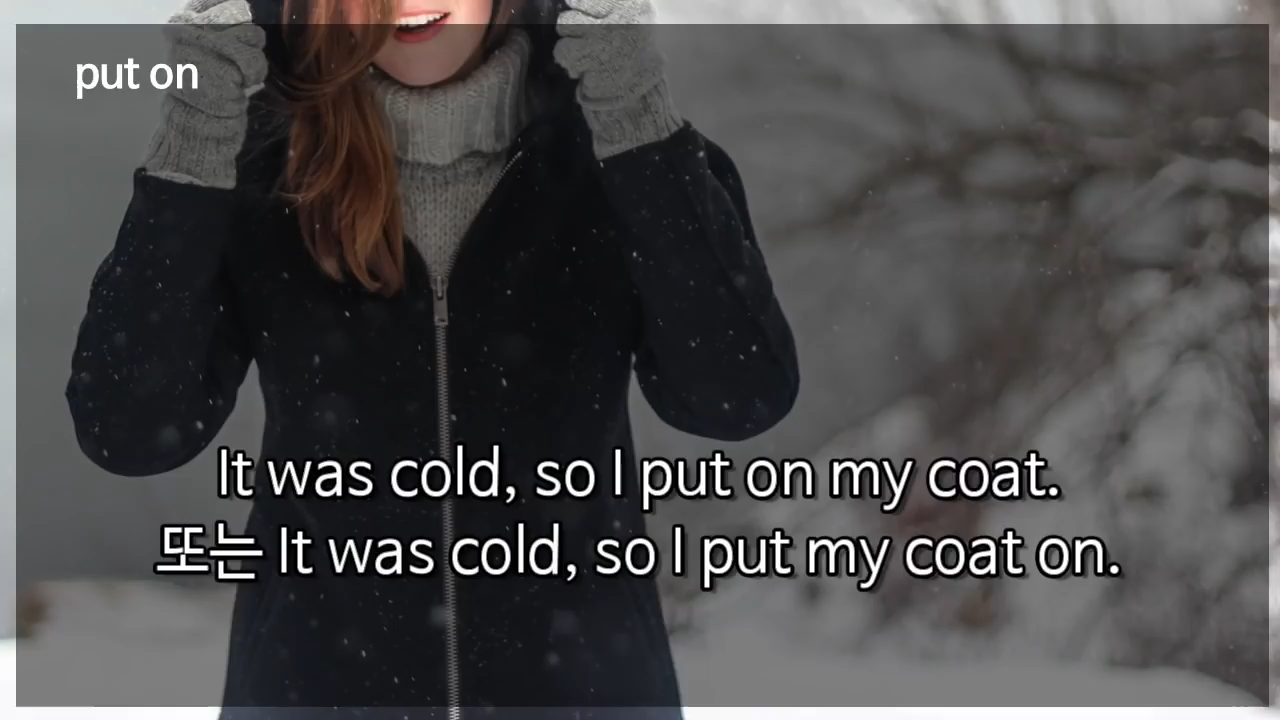 put on
It was cold, so I put on my coat.
또는 It was cold, so I put my coat on.